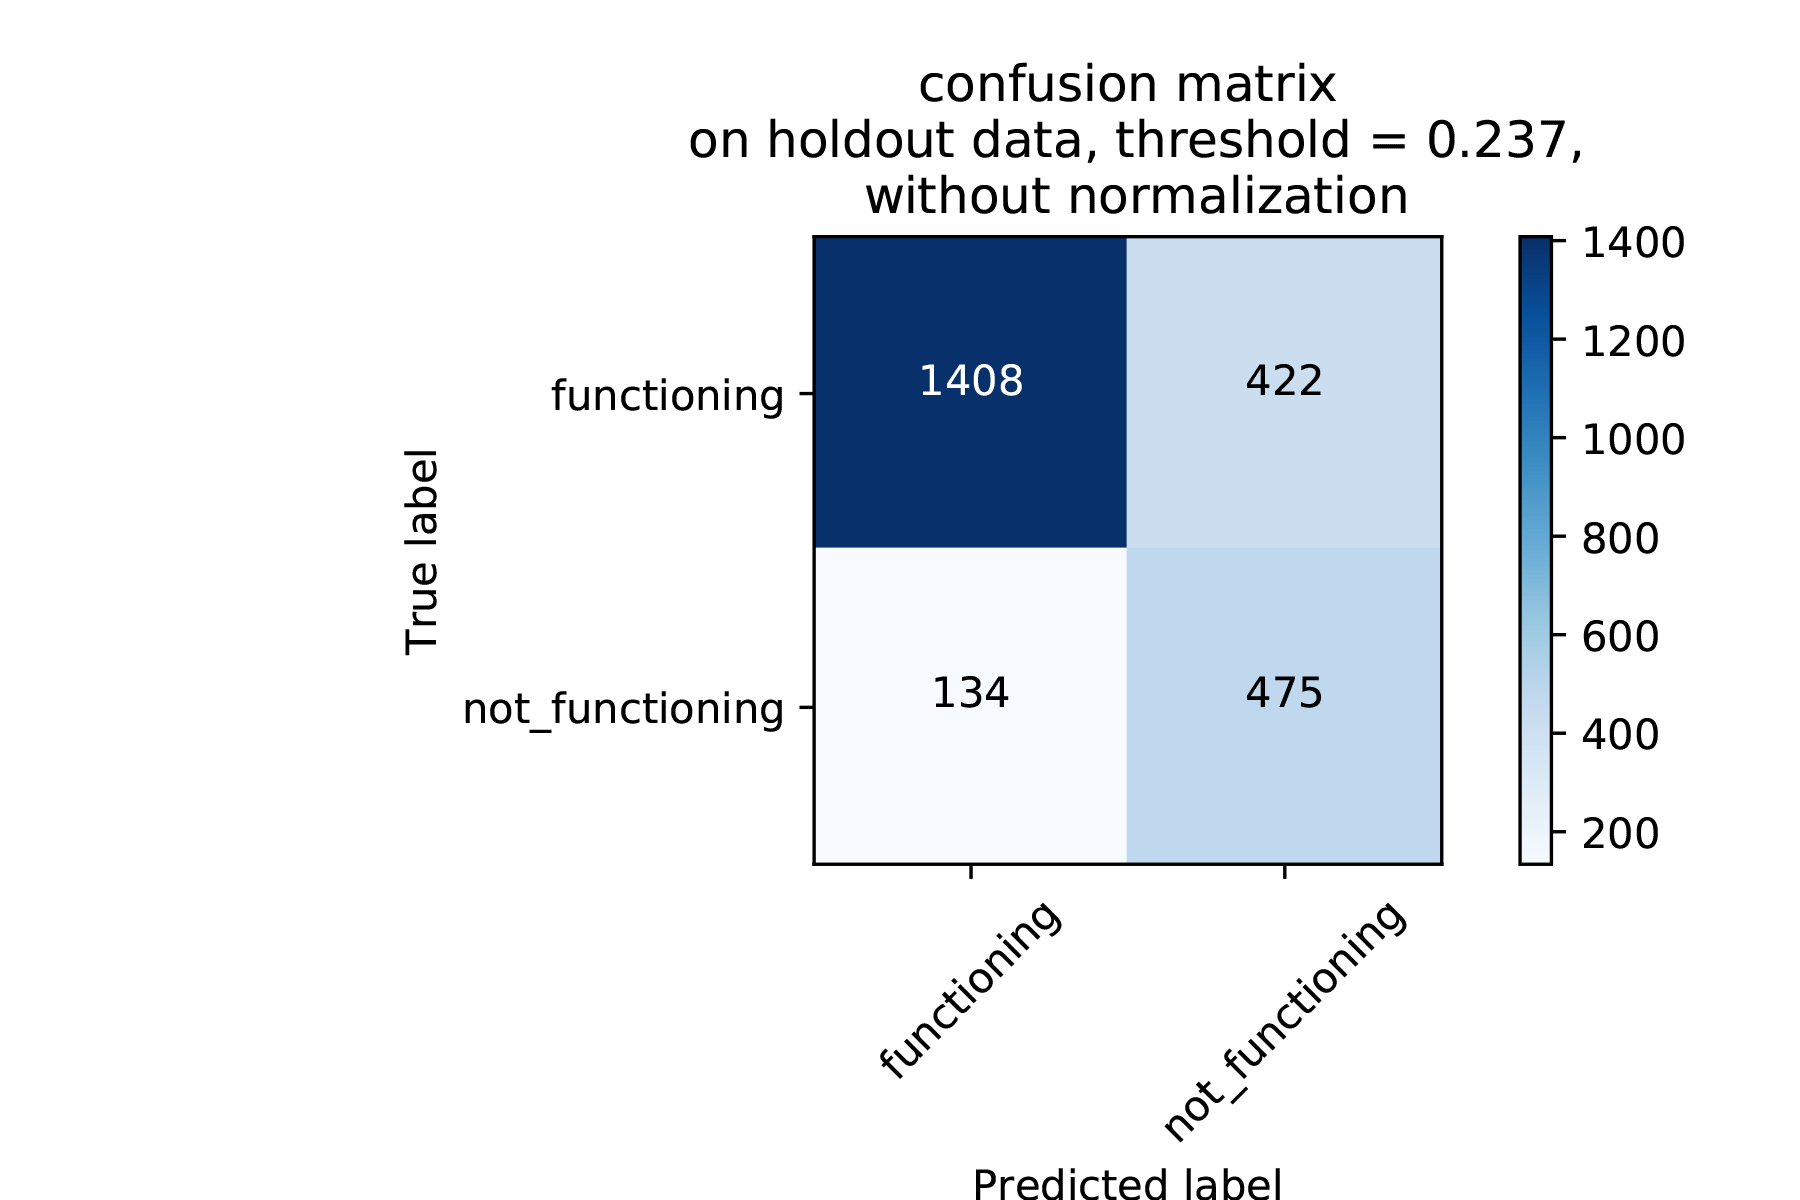 confusion matrix
on holdout data, threshold = 0.237,
without normalization
1400
1200
1000
800
600
400
200
True label
functioning
1408
422
not_functioning
134
475
functioning
not_functioning
Predicted label